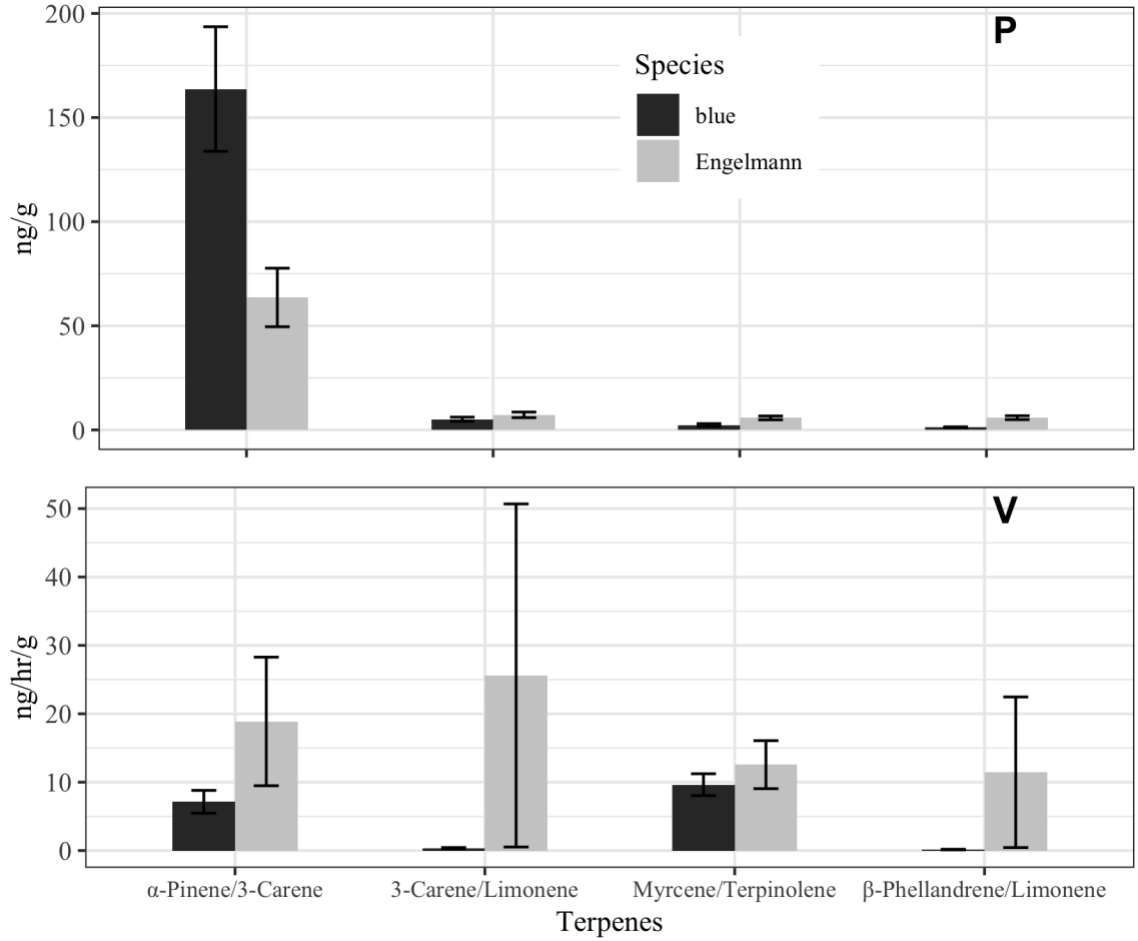 200
P
Species
blue
Engelmann
150
100
50
0
ng/g
V
50
40
30
20
10
0
ng/hr/g
α-Pinene/3-Carene 3-Carene/Limonene Myrcene/Terpinolene β-Phellandrene/Limonene
Terpenes